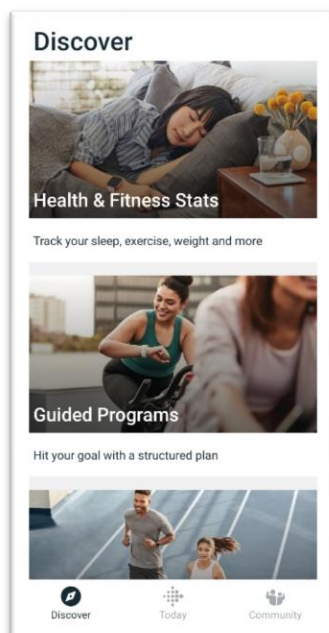 Discover
Health & Fitness Stats
Track your sleep, exercise, weight and more
Guided Programs
Hit your goal with a structured plan
Discover
Today
Community